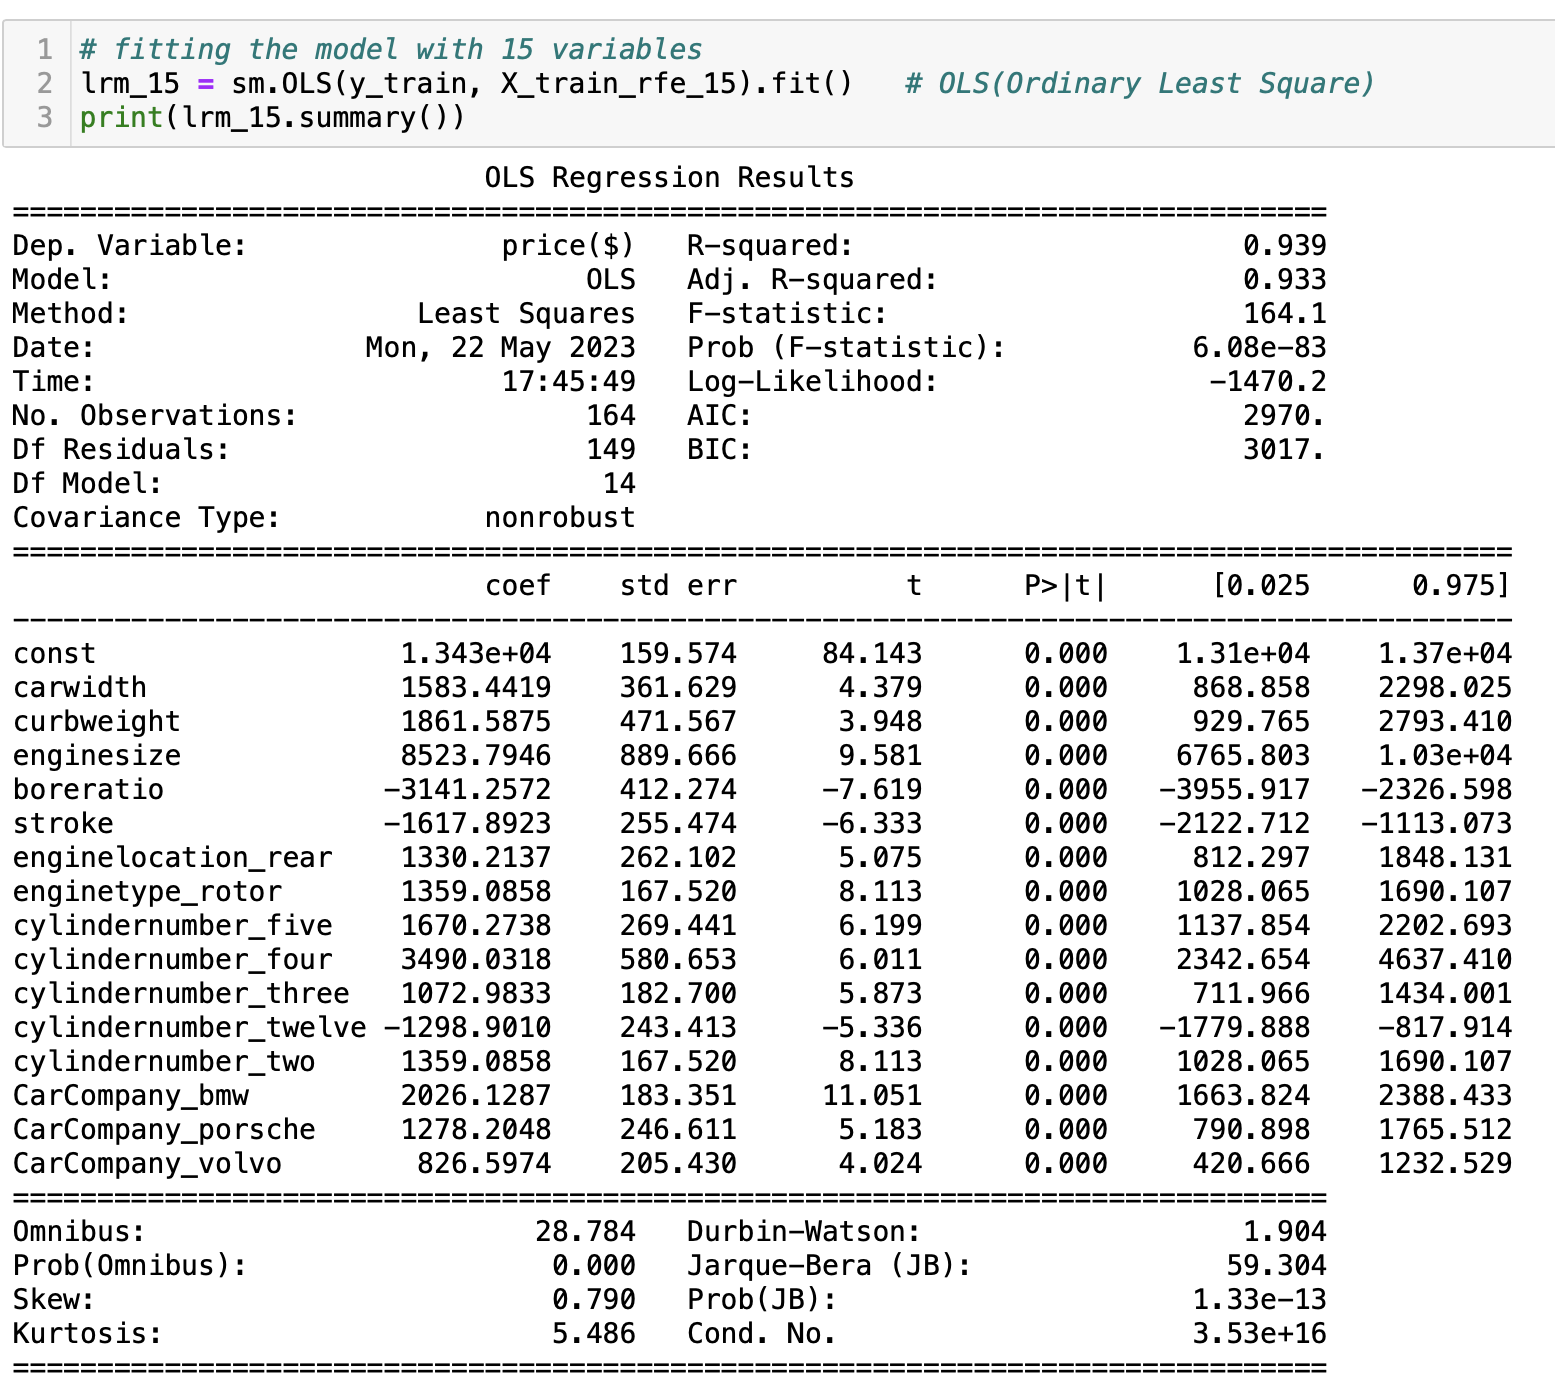 1 # fitting the model with 15 variables
2 lrm_15 = sm.OLS(y_train, X_train_rfe_15).fit()   # OLS(Ordinary Least Square)
3 print(lrm_15.summary())
OLS Regression Results
==============================================================================
Dep. Variable:               price($)   R-squared:                       0.939
Model:                            OLS   Adj. R-squared:                  0.933
Method:                 Least Squares   F-statistic:                     164.1
Date:                Mon, 22 May 2023   Prob (F-statistic):           6.08e-83
Time:                        17:45:49   Log-Likelihood:                -1470.2
No. Observations:                 164   AIC:                             2970.
Df Residuals:                     149   BIC:                             3017.
Df Model:                          14
Covariance Type:            nonrobust
=========================================================================================
                            coef    std err          t      P>|t|      [0.025      0.975]
-----------------------------------------------------------------------------------------
const                  1.343e+04    159.574     84.143      0.000    1.31e+04    1.37e+04
carwidth               1583.4419    361.629      4.379      0.000     868.858    2298.025
curbweight             1861.5875    471.567      3.948      0.000     929.765    2793.410
enginesize             8523.7946    889.666      9.581      0.000    6765.803    1.03e+04
boreratio             -3141.2572    412.274     -7.619      0.000   -3955.917   -2326.598
stroke                -1617.8923    255.474     -6.333      0.000   -2122.712   -1113.073
enginelocation_rear    1330.2137    262.102      5.075      0.000     812.297    1848.131
enginetype_rotor       1359.0858    167.520      8.113      0.000    1028.065    1690.107
cylindernumber_five    1670.2738    269.441      6.199      0.000    1137.854    2202.693
cylindernumber_four    3490.0318    580.653      6.011      0.000    2342.654    4637.410
cylindernumber_three   1072.9833    182.700      5.873      0.000     711.966    1434.001
cylindernumber_twelve -1298.9010    243.413     -5.336      0.000   -1779.888    -817.914
cylindernumber_two     1359.0858    167.520      8.113      0.000    1028.065    1690.107
CarCompany_bmw         2026.1287    183.351     11.051      0.000    1663.824    2388.433
CarCompany_porsche     1278.2048    246.611      5.183      0.000     790.898    1765.512
CarCompany_volvo        826.5974    205.430      4.024      0.000     420.666    1232.529
==============================================================================
Omnibus:                       28.784   Durbin-Watson:                   1.904
Prob(Omnibus):                  0.000   Jarque-Bera (JB):               59.304
Skew:                           0.790   Prob(JB):                     1.33e-13
Kurtosis:                       5.486   Cond. No.                     3.53e+16
==============================================================================